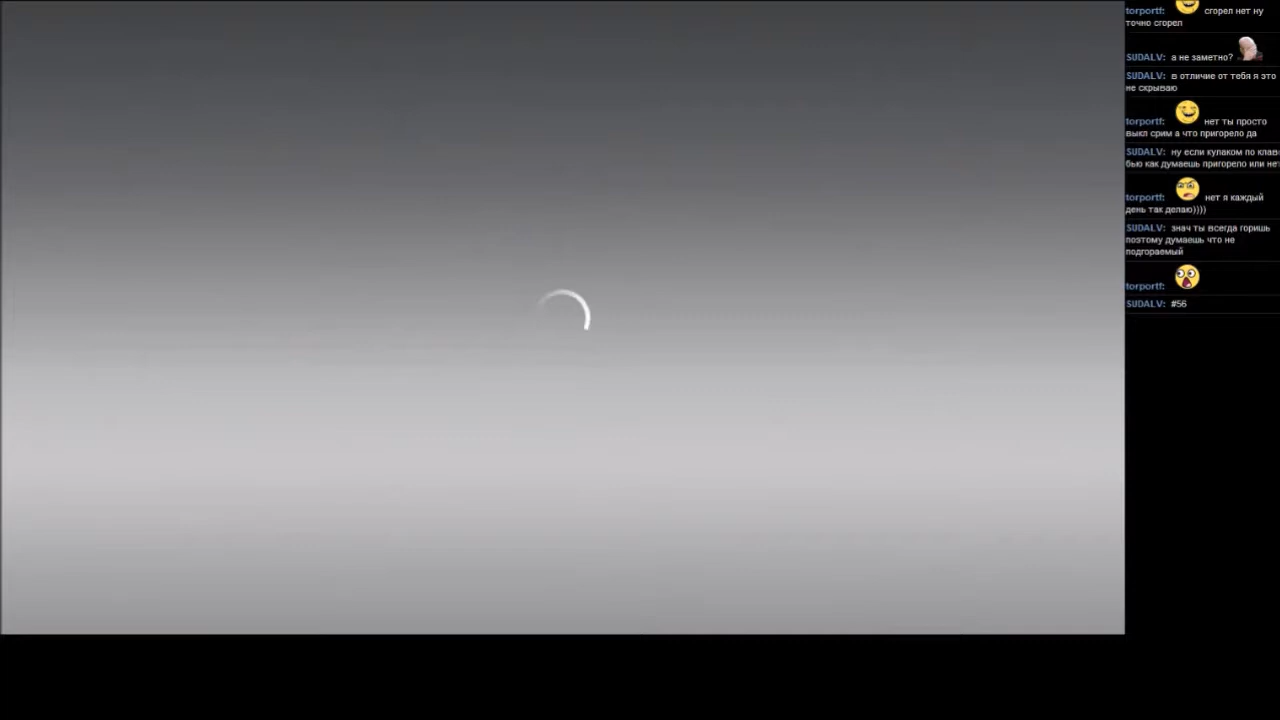 torportf: сгорел нет ну
точно сгорел
SUDALV: а не заметно?
SUDALV: в отличие от тебя я это
не скрываю
torportf: нет ты просто
выкл срим а что пригорело да
SUDALV: ну если кулаком по клаве
бью как думаешь пригорело или нет
torportf: нет я каждый
день так делаю))))
SUDALV: знач ты всегда горишь
поэтому думаешь что не
подгораемый
torportf:
SUDALV: #56